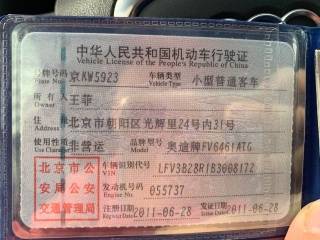 中华人民共和国机动车行驶证
Vehicle License of the People's Republic of China
号牌号码 京KW5923 车辆类型 小型普通客车
Plate No. Vehicle Type
所有人 王菲
Owner
住址 北京市朝阳区光辉里24号内31号
Address
使用性质 非营运 品牌型号 奥迪牌FV6461ATG
Use Character Model
北京市公 车辆识别代号 LFV3B28R1B3008172
VIN
安局公安 发动机号码 055737
Engine No.
交通管理局 注册日期 2011-06-28 发证日期 2011-06-28
Register Date Issue Date